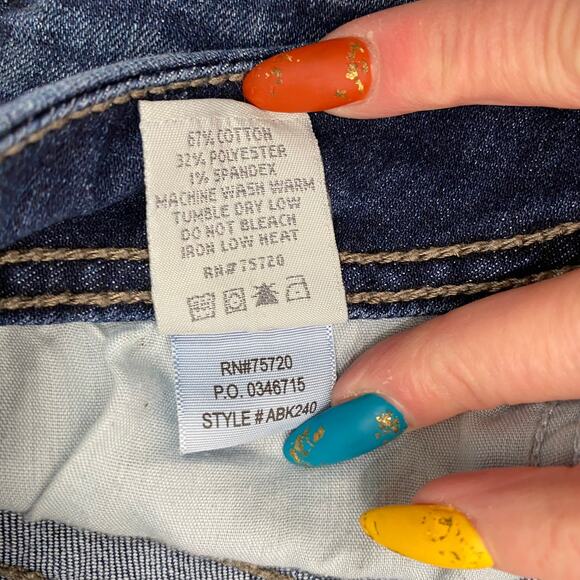 67% COTTON
32% POLYESTER
1% SPANDEX
MACHINE WASH WARM
TUMBLE DRY LOW
DO NOT BLEACH
IRON LOW HEAT
RN# 75720
RN#75720
P.O. 0346715
STYLE # ABK240